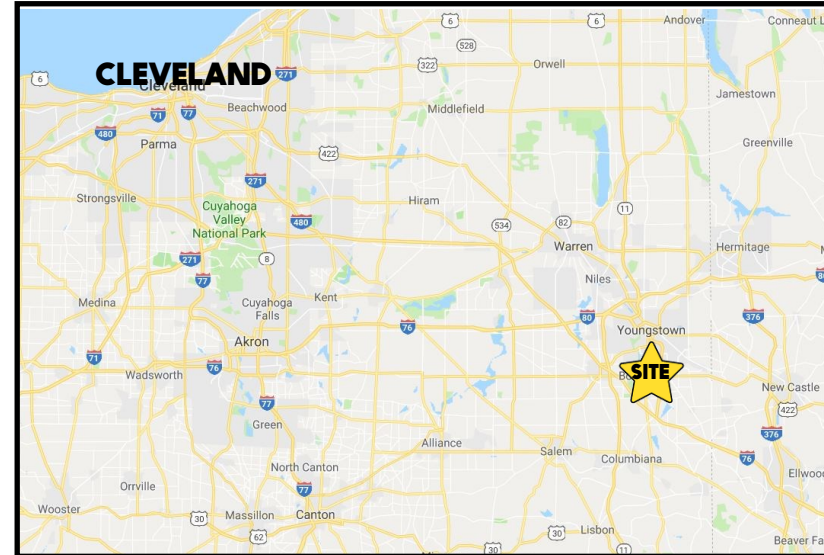 6
6
Andover
Conneaut L
528
CLEVELAND
271
322
Orwell
6
Cleveland
Jamestown
Beachwood
Middlefield
71
77
480
Parma
Greenville
422
271
Strongsville
Hiram
Cuyahoga
Valley
National Park
11
480
534
82
Warren
Hermitage
271
8
77
Niles
80
Medina
Cuyahoga
Falls
Kent
376
80
76
Youngstown
Akron
71
76
Wadsworth
SITE
New Castle
77
422
Green
Alliance
376
Salem
Columbiana
76
North Canton
Ellwoo
Orrville
77
Wooster
30
Massillon
Canton
62
30
Lisbon
30
11
Beaver Fa